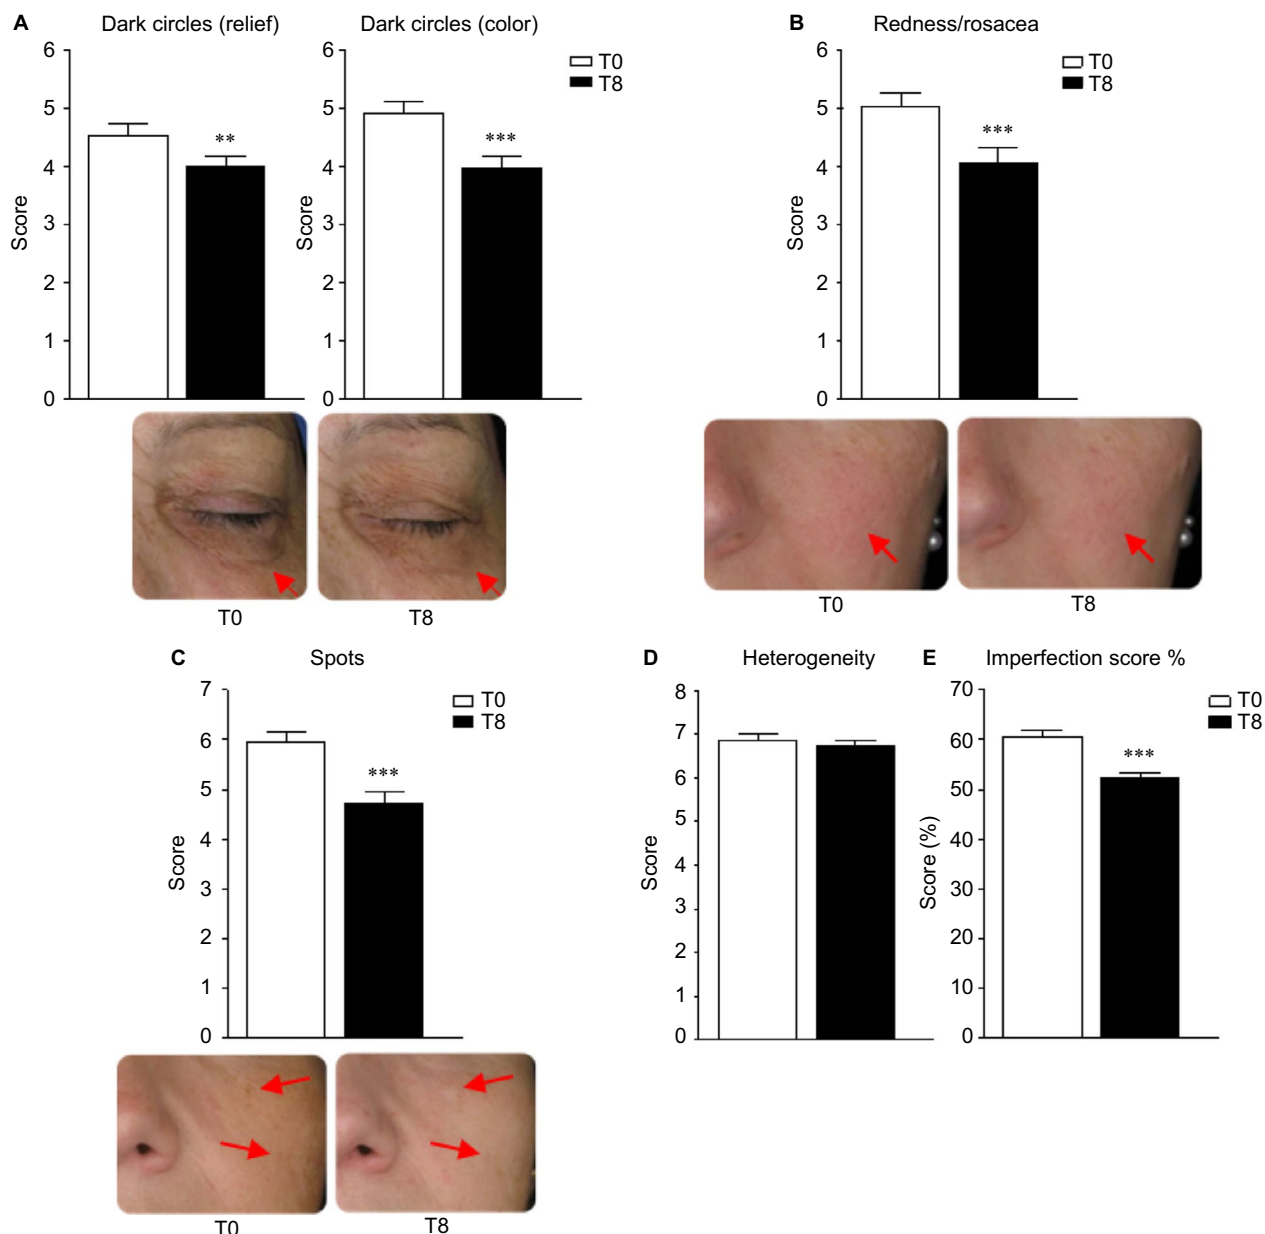 A
Dark circles (relief)
Dark circles (color)
T0
T8
6
5
4
3
2
1
0
Score
**
6
5
4
3
2
1
0
Score
***
T0
T8
B
Redness/rosacea
T0
T8
6
5
4
3
2
1
0
Score
***
T0
T8
C
Spots
T0
T8
7
6
5
4
3
2
1
0
Score
***
T0
T8
D
Heterogeneity
8
7
6
5
4
3
2
1
0
Score
E
Imperfection score %
T0
T8
70
60
50
40
30
20
10
0
Score (%)
***